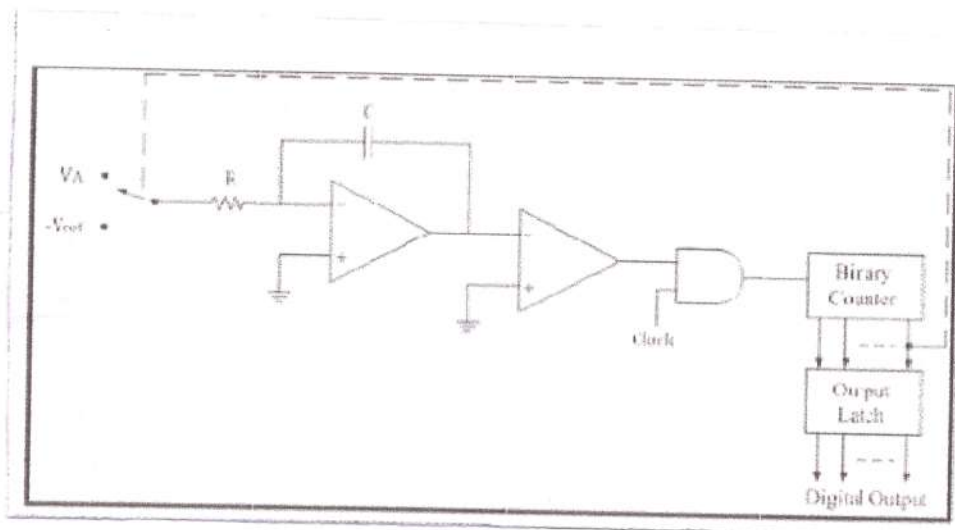 C
VA
R
-Vref
-
+
-
+
Clock
Binary
Counter
Output
Latch
Digital Output